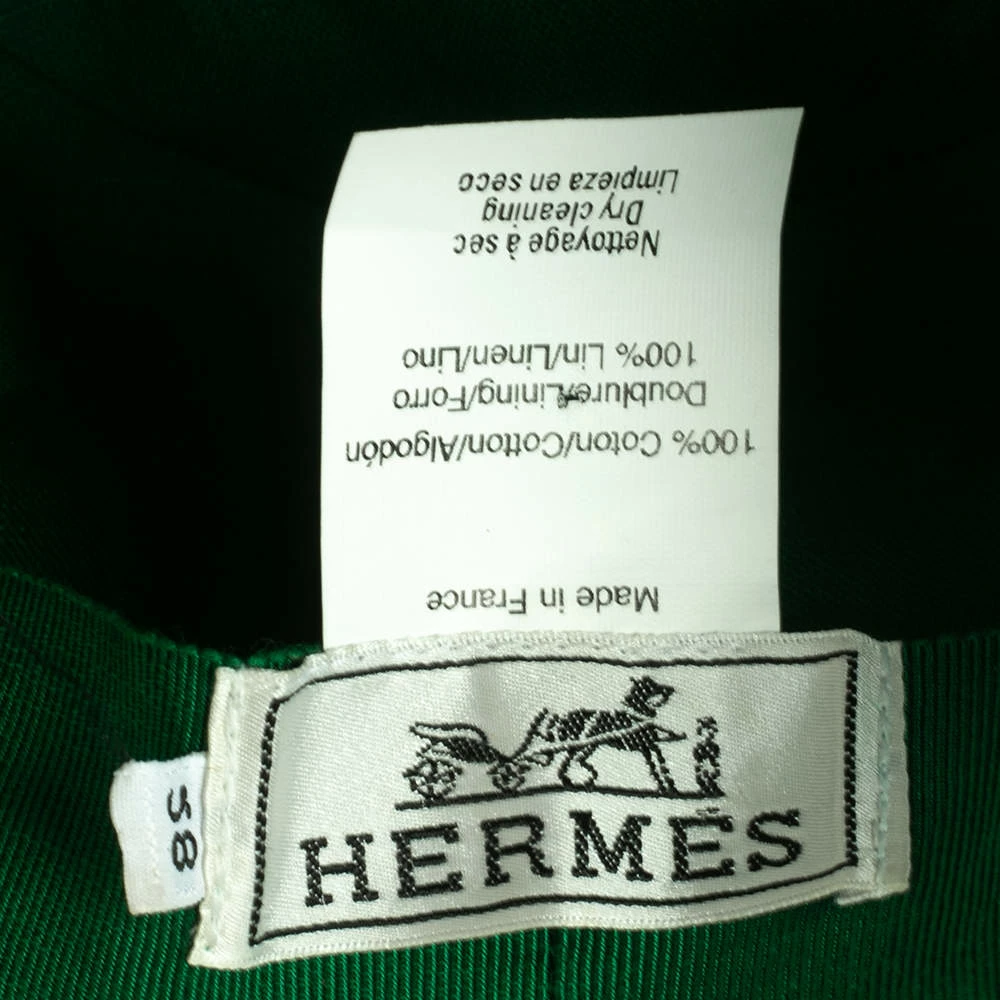 Made in France
100% Coton/Cotton/Algodón
Doublure/Lining/Forro
100% Lin/Linen/Lino
Nettoyage à sec
Dry cleaning
Limpieza en seco
HERMÈS
58